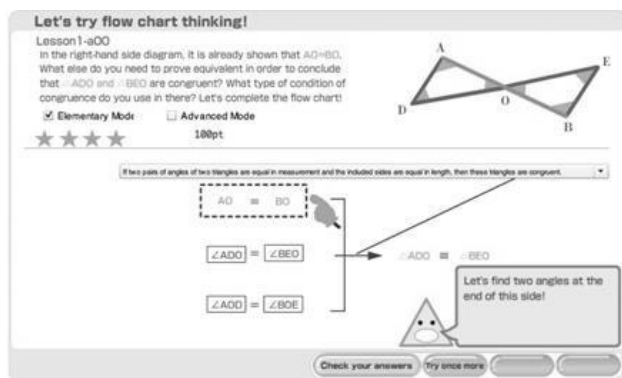 Let's try flow chart thinking!
Lesson1-a00
In the right-hand side diagram, it is already shown that AO=BO.
What else do you need to prove equivalent in order to conclude
that △ADO and △BEO are congruent? What type of condition of
congruence do you use in there? Let's complete the flow chart!
Elementary Mode Advanced Mode
100pt
A
E
O
D
B
If two pairs of angles of two triangles are equal in measurement and the included sides are equal in length, then these triangles are congruent.
AO = BO
∠ADO = ∠BEO
△ADO ≡ △BEO
∠AOD = ∠BOE
Let's find two angles at the
end of this side!
Check your answers Try once more